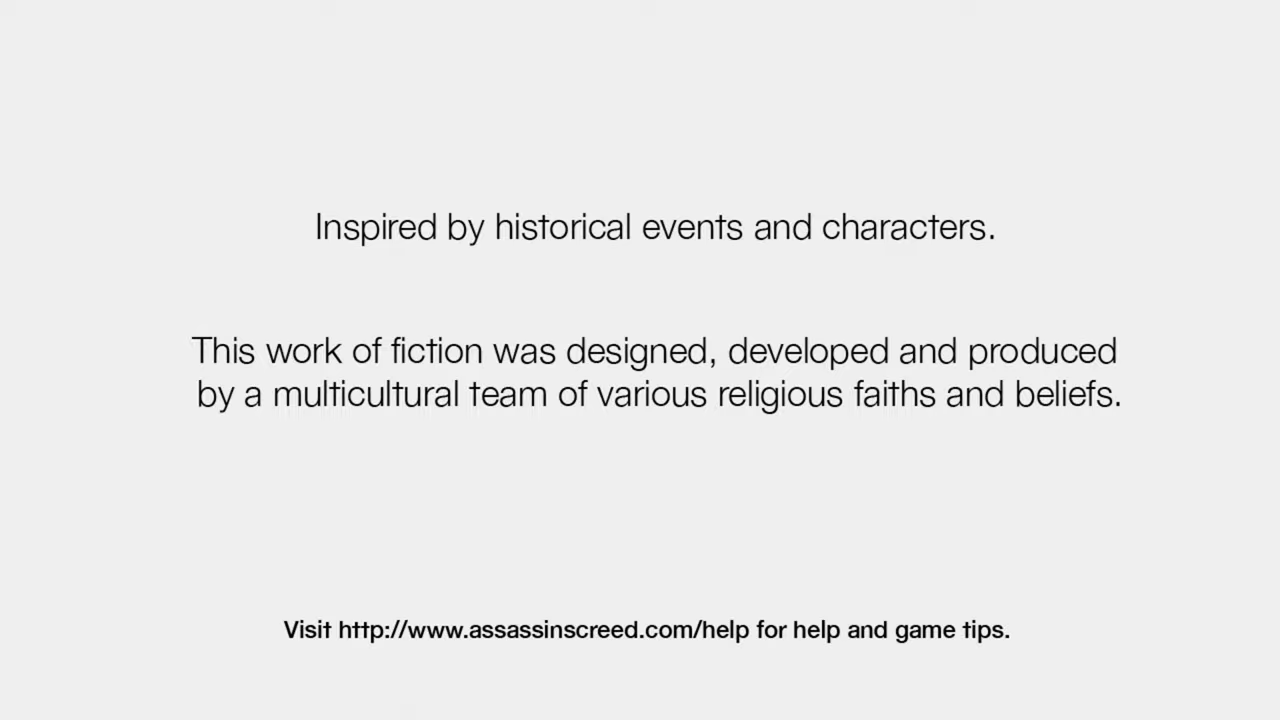 Inspired by historical events and characters.
This work of fiction was designed, developed and produced
by a multicultural team of various religious faiths and beliefs.
Visit http://www.assassinscreed.com/help for help and game tips.